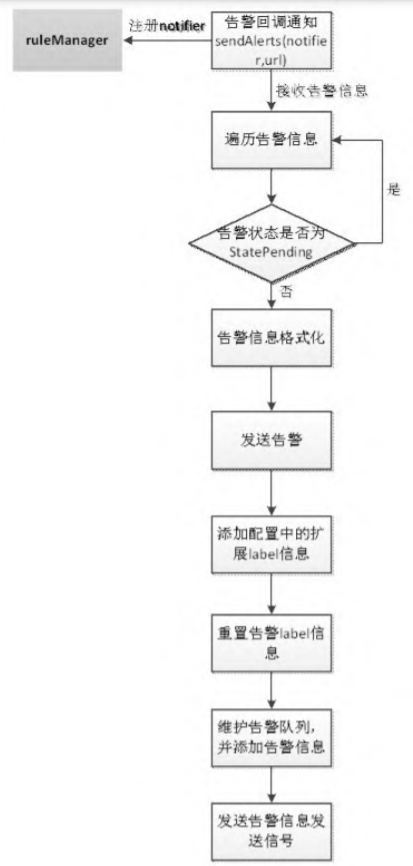 ruleManager
注册notifier
告警回调通知
sendAlerts(notifie
r,url)
接收告警信息
遍历告警信息
是
告警状态是否为
StatePending
否
告警信息格式化
发送告警
添加配置中的扩
展label信息
重置告警label信
息
维护告警队列，
并添加告警信息
发送告警信息发
送信号